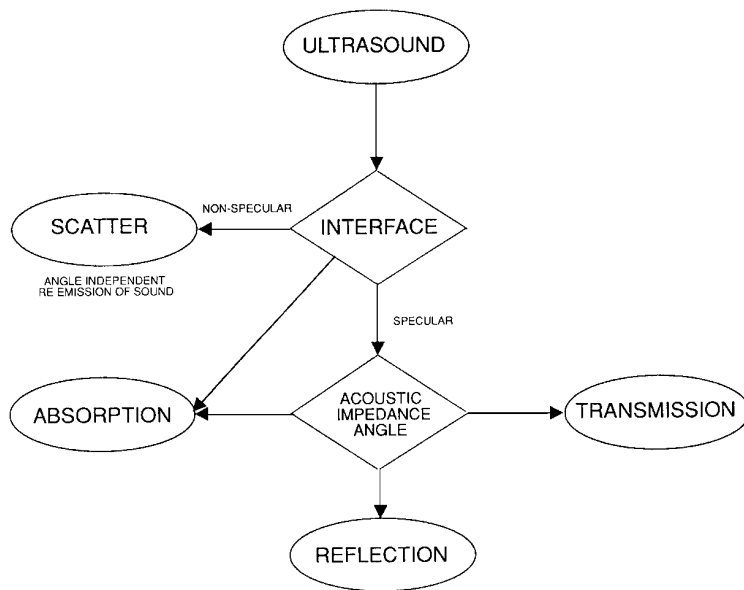 ULTRASOUND
NON-SPECULAR
SCATTER
INTERFACE
ANGLE INDEPENDENT
RE EMISSION OF SOUND
SPECULAR
ABSORPTION
ACOUSTIC
IMPEDANCE
ANGLE
TRANSMISSION
REFLECTION